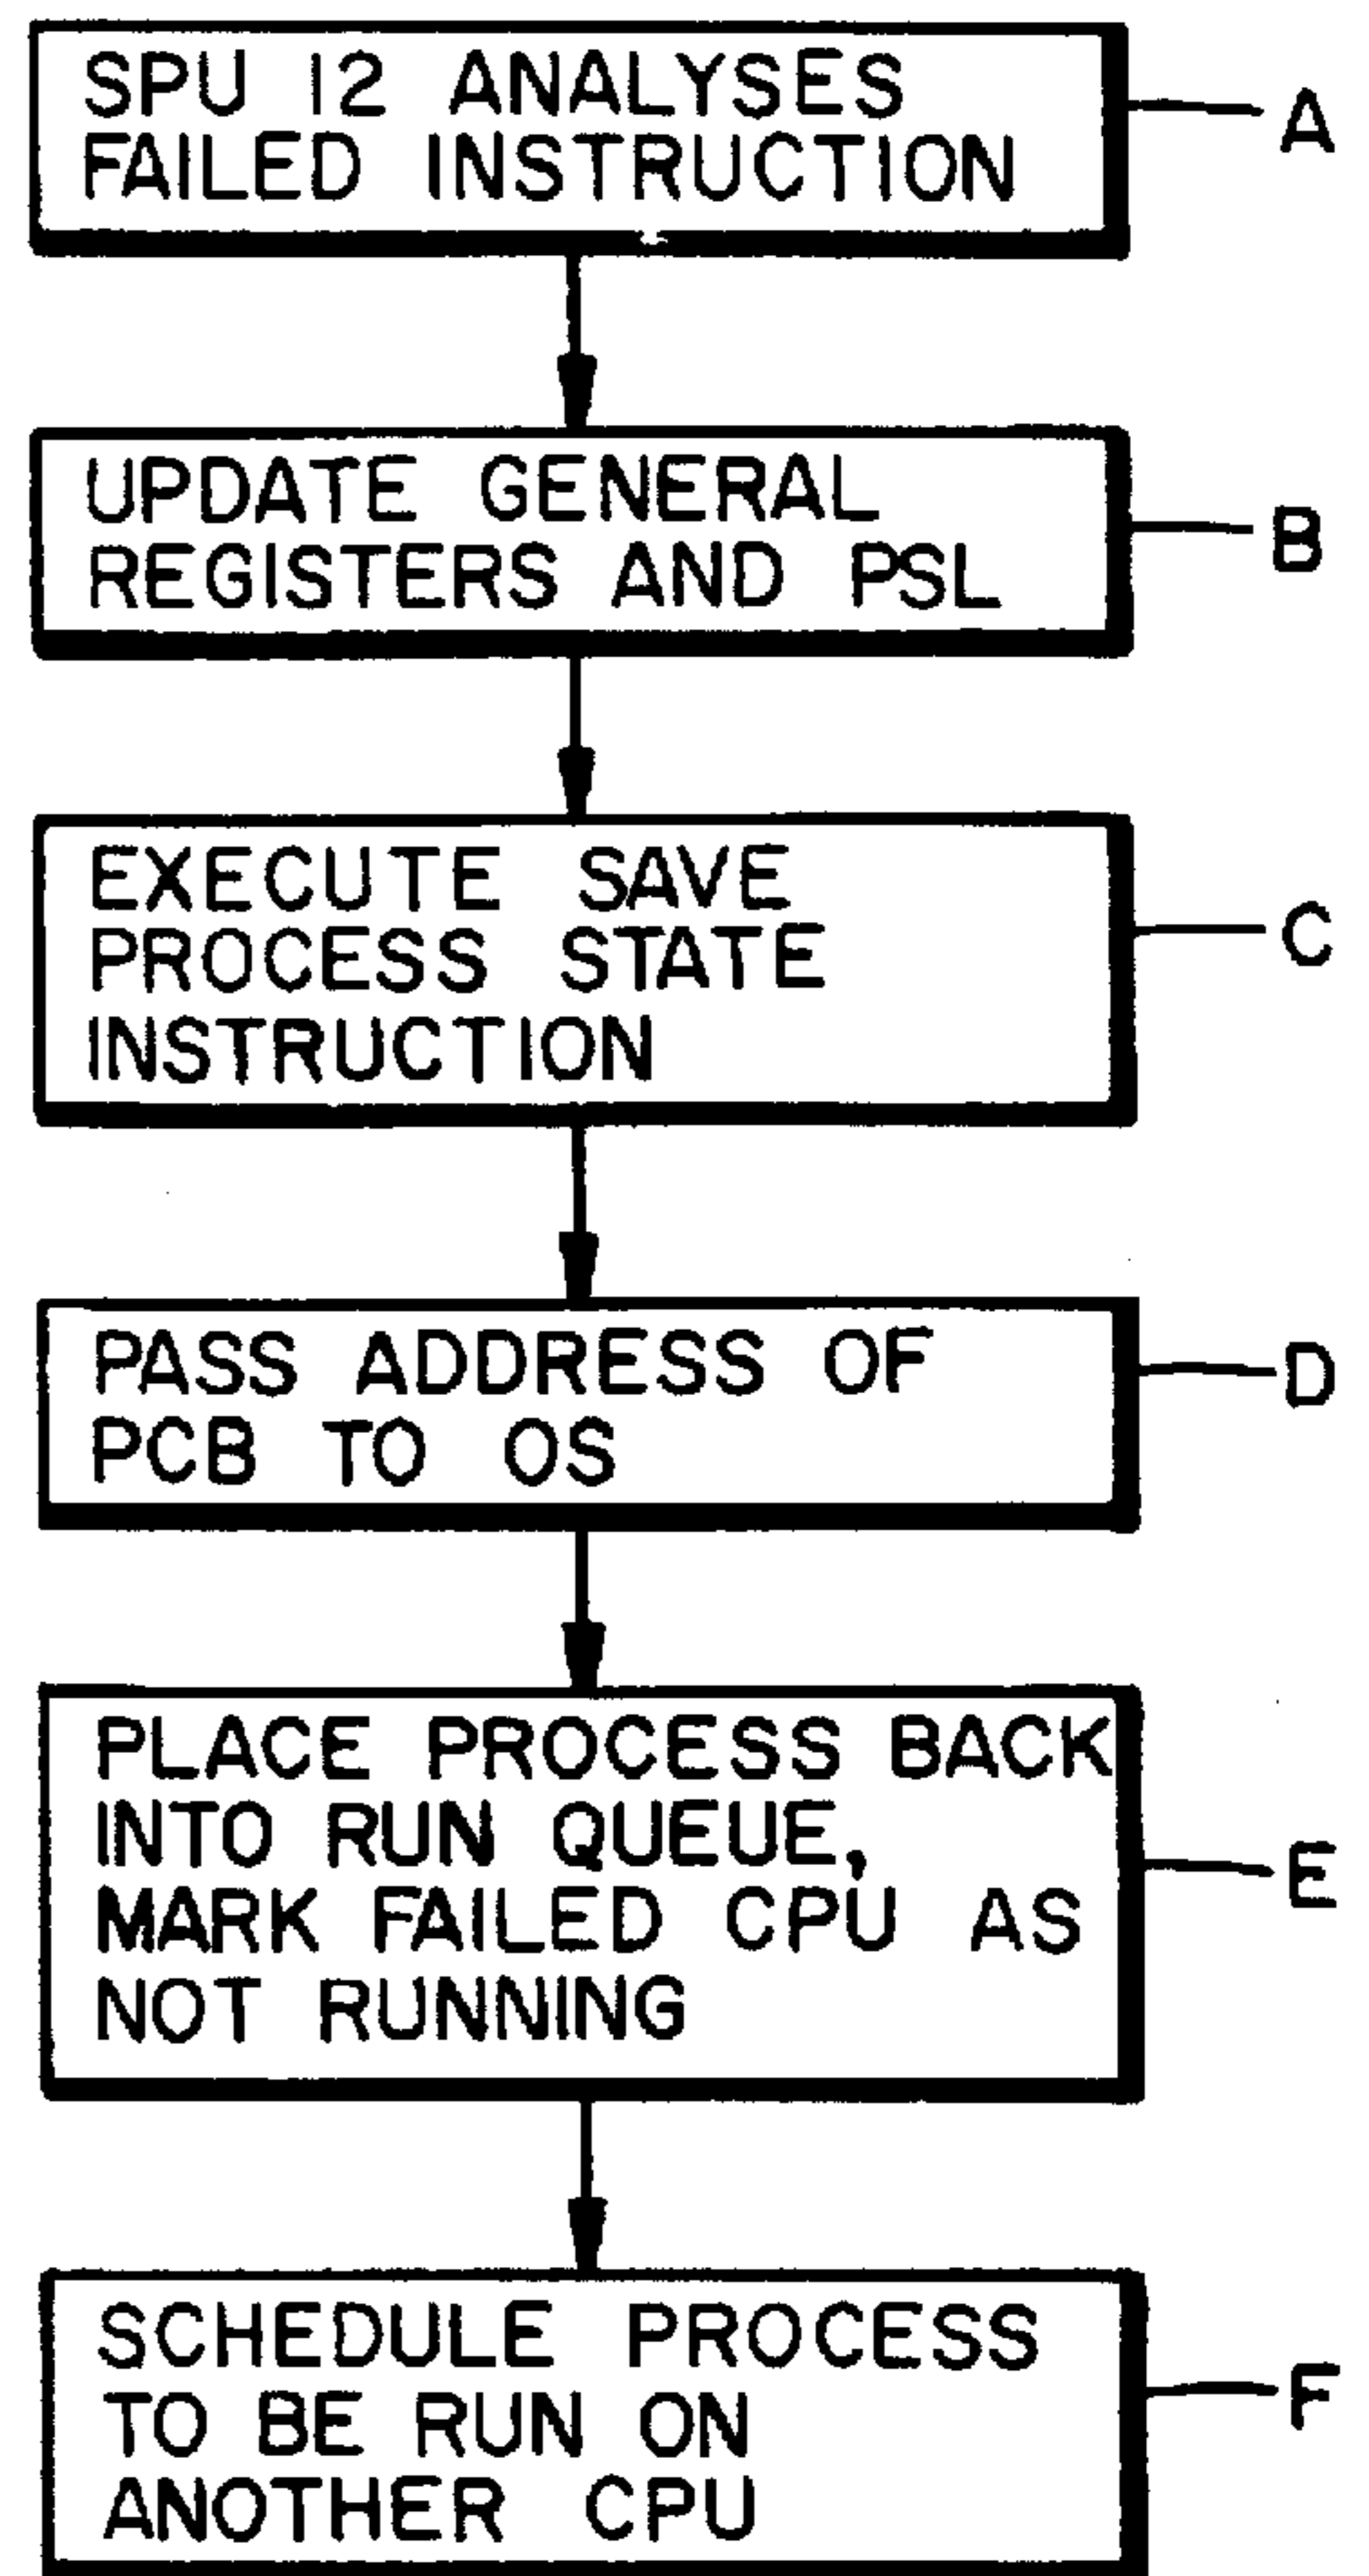 SPU 12 ANALYSES
FAILED INSTRUCTION
A
UPDATE GENERAL
REGISTERS AND PSL
B
EXECUTE SAVE
PROCESS STATE
INSTRUCTION
C
PASS ADDRESS OF
PCB TO OS
D
PLACE PROCESS BACK
INTO RUN QUEUE,
MARK FAILED CPU AS
NOT RUNNING
E
SCHEDULE PROCESS
TO BE RUN ON
ANOTHER CPU
F